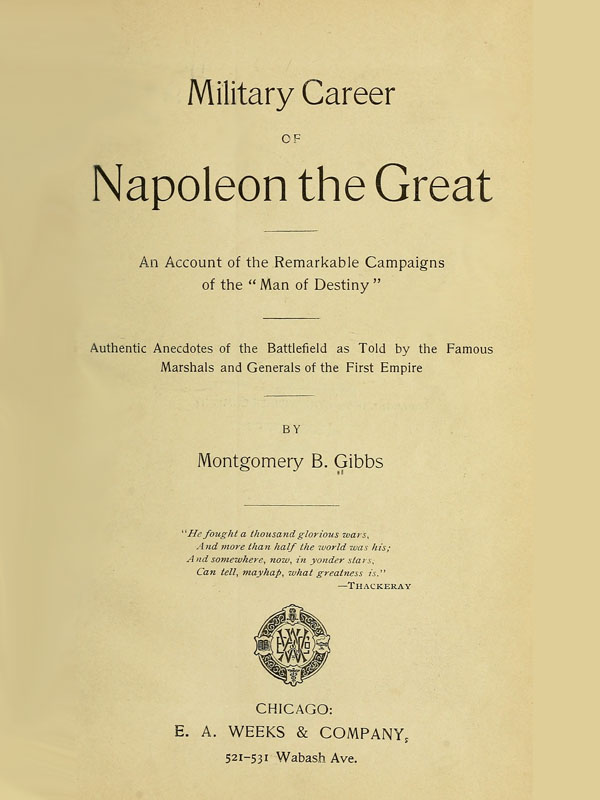 Military Career
OF
Napoleon the Great
An Account of the Remarkable Campaigns
of the “Man of Destiny”
Authentic Anecdotes of the Battlefield as Told by the Famous
Marshals and Generals of the First Empire
BY
Montgomery B. Gibbs
“He fought a thousand glorious wars,
And more than half the world was his;
And somewhere, now, in yonder stars,
Can tell, mayhap, what greatness is.”
—THACKERAY
CHICAGO:
E. A. WEEKS & COMPANY,
521–531 Wabash Ave.